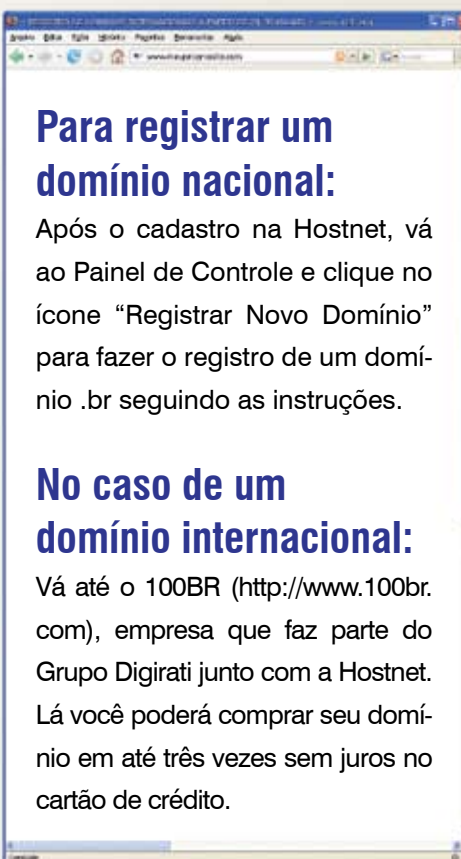 Para registrar um
domínio nacional:
Após o cadastro na Hostnet, vá
ao Painel de Controle e clique no
ícone “Registrar Novo Domínio”
para fazer o registro de um domí-
nio .br seguindo as instruções.
No caso de um
domínio internacional:
Vá até o 100BR (http://www.100br.
com), empresa que faz parte do
Grupo Digirati junto com a Hostnet.
Lá você poderá comprar seu domí-
nio em até três vezes sem juros no
cartão de crédito.